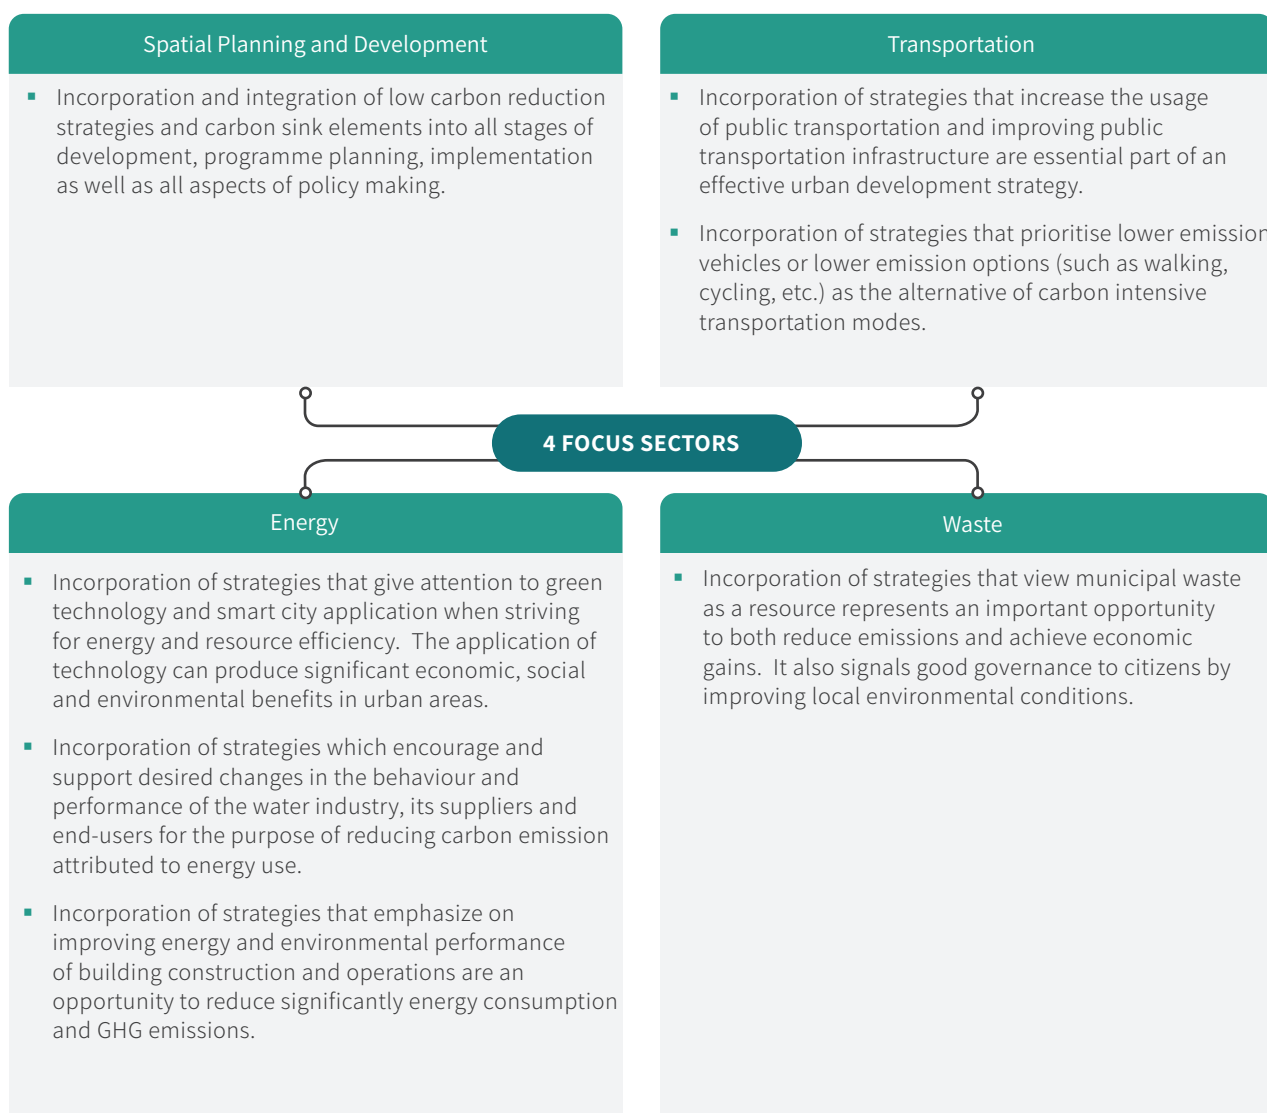 Spatial Planning and Development
▪ Incorporation and integration of low carbon reduction
strategies and carbon sink elements into all stages of
development, programme planning, implementation
as well as all aspects of policy making.
Transportation
▪ Incorporation of strategies that increase the usage
of public transportation and improving public
transportation infrastructure are essential part of an
effective urban development strategy.
▪ Incorporation of strategies that prioritise lower emission
vehicles or lower emission options (such as walking,
cycling, etc.) as the alternative of carbon intensive
transportation modes.
4 FOCUS SECTORS
Energy
▪ Incorporation of strategies that give attention to green
technology and smart city application when striving
for energy and resource efficiency. The application of
technology can produce significant economic, social
and environmental benefits in urban areas.
▪ Incorporation of strategies which encourage and
support desired changes in the behaviour and
performance of the water industry, its suppliers and
end-users for the purpose of reducing carbon emission
attributed to energy use.
▪ Incorporation of strategies that emphasize on
improving energy and environmental performance
of building construction and operations are an
opportunity to reduce significantly energy consumption
and GHG emissions.
Waste
▪ Incorporation of strategies that view municipal waste
as a resource represents an important opportunity
to both reduce emissions and achieve economic
gains. It also signals good governance to citizens by
improving local environmental conditions.